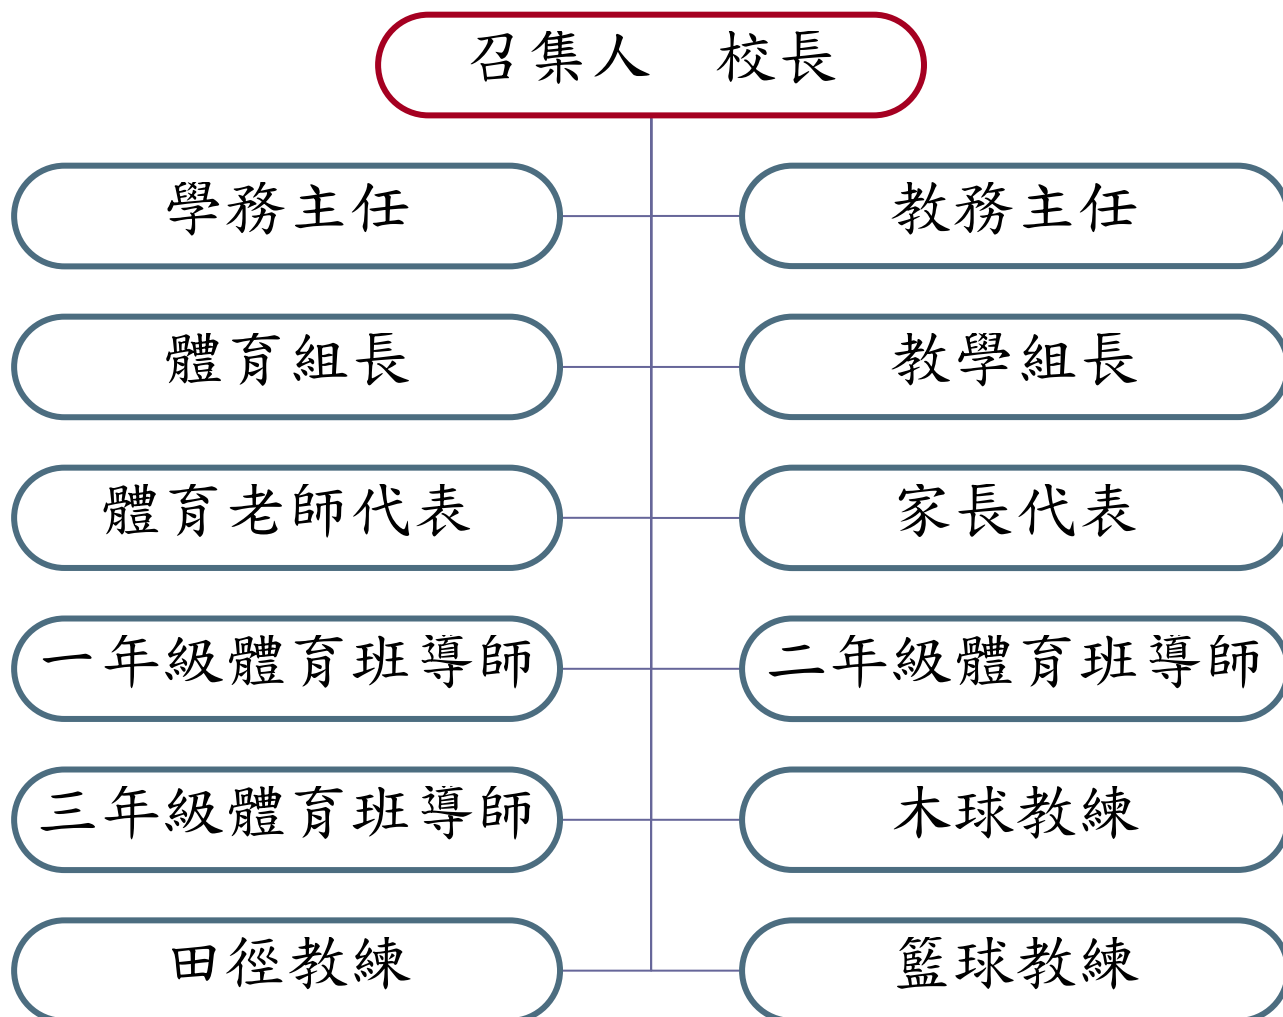 召集人　校長
學務主任
教務主任
體育組長
教學組長
體育老師代表
家長代表
一年級體育班導師
二年級體育班導師
三年級體育班導師
木球教練
田徑教練
籃球教練